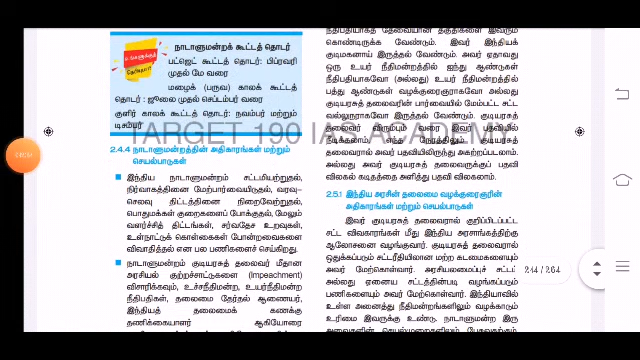 நாடாளுமன்றக் கூட்டத் தொடர்
பட்ஜெட் கூட்டத் தொடர்: பிப்ரவரி
முதல் மே வரை
மழைக் (பருவ) காலக் கூட்டத்
தொடர் : ஜூலை முதல் செப்டம்பர் வரை
குளிர் காலக் கூட்டத் தொடர் : நவம்பர் மற்றும்
டிசம்பர்
2.4.4 நாடாளுமன்றத்தின் அதிகாரங்கள் மற்றும்
செயல்பாடுகள்
இந்திய நாடாளுமன்றம் சட்டமியற்றுதல்,
நிர்வாகத்தினை மேற்பார்வையிடுதல், வரவு-
செலவு திட்டத்தினை நிறைவேற்றுதல்,
பொதுமக்கள் குறைகளைப் போக்குதல், மேலும்
வளர்ச்சித் திட்டங்கள், சர்வதேச உறவுகள்,
உள்நாட்டுக் கொள்கைகள் போன்றவைகளை
விவாதித்தல் என பல பணிகளைச் செய்கிறது.
நாடாளுமன்றம் குடியரசுத் தலைவர் மீதான
அரசியல் குற்றச்சாட்டுகளை (Impeachment)
விசாரிக்கவும், உச்சநீதிமன்ற, உயர்நீதிமன்ற
நீதிபதிகள், தலைமை தேர்தல் ஆணையர்,
இந்தியத் தலைமைக் கணக்கு
தணிக்கையாளர் ஆகியோரை
நீதிபதியாகத் தேவையான தகுதிகளை இவரும்
கொண்டிருக்க வேண்டும். இவர் இந்தியக்
குடிமகனாய் இருத்தல் வேண்டும். அவர் ஏதாவது
ஒரு உயர் நீதிமன்றத்தில் ஐந்து ஆண்டுகள்
நீதிபதியாகவோ (அல்லது) உயர் நீதிமன்றத்தில்
பத்து ஆண்டுகள் வழக்கறிஞராகவோ அல்லது
குடியரசுத் தலைவரின் பார்வையில் மேம்பட்ட சட்ட
வல்லுநராகவோ இருத்தல் வேண்டும். குடியரசுத்
தலைவர் விரும்பும் வரை இவர் பதவியில்
நீடிக்கலாம். எந்த நேரத்திலும் குடியரசுத்
தலைவரால் அவர் பதவியிலிருந்து அகற்றப்படலாம்.
அல்லது அவர் குடியரசுத் தலைவருக்குப் பதவி
விலகல் கடிதத்தை அளித்து பதவி விலகலாம்.
2.5.1 இந்திய அரசின் தலைமை வழக்கறிஞரின்
அதிகாரங்கள் மற்றும் செயல்பாடுகள்
இவர் குடியரசுத் தலைவரால் குறிப்பிடப்பட்ட
சட்ட விவகாரங்கள் மீது இந்திய அரசாங்கத்திற்கு
ஆலோசனை வழங்குவார். குடியரசுத் தலைவரால்
ஒதுக்கப்படும் சட்டரீதியிலான மற்ற கடமைகளையும்
அவர் மேற்கொள்வார். அரசியலமைப்புச் சட்டம்
அல்லது ஏனைய சட்டத்தின்படி வழங்கப்படும்
பணிகளையும் அவர் மேற்கொள்வார். இந்தியாவில்
உள்ள அனைத்து நீதிமன்றங்களிலும் வழக்காடும்
உரிமை இவருக்கு உண்டு. நாடாளுமன்ற இரு
TARGET 190 IAS ACADEMY
214/264